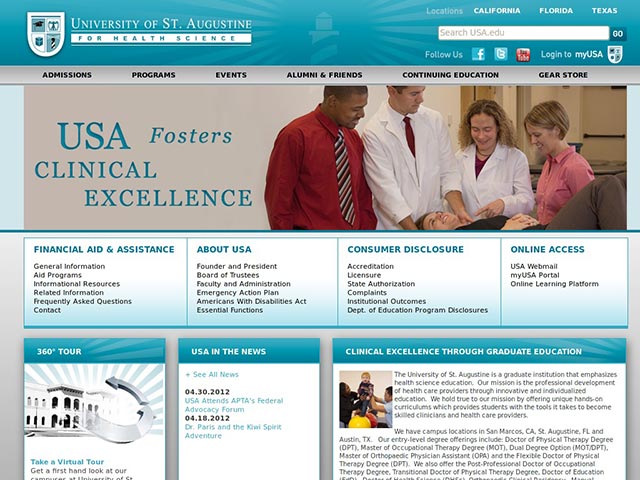 UNIVERSITY OF ST. AUGUSTINE
FOR HEALTH SCIENCE
Locations CALIFORNIA FLORIDA TEXAS
Search USA.edu GO
Follow Us Login to myUSA
ADMISSIONS PROGRAMS EVENTS ALUMNI & FRIENDS CONTINUING EDUCATION GEAR STORE
USA Fosters
CLINICAL
EXCELLENCE
FINANCIAL AID & ASSISTANCE
General Information
Aid Programs
Informational Resources
Related Information
Frequently Asked Questions
Contact
ABOUT USA
Founder and President
Board of Trustees
Faculty and Administration
Emergency Action Plan
Americans With Disabilities Act
Essential Functions
CONSUMER DISCLOSURE
Accreditation
Licensure
State Authorization
Complaints
Institutional Outcomes
Dept. of Education Program Disclosures
ONLINE ACCESS
USA Webmail
myUSA Portal
Online Learning Platform
360° TOUR
Take a Virtual Tour
Get a first hand look at our
campuses at University of St.
USA IN THE NEWS
+ See All News
04.30.2012
USA Attends APTA's Federal
Advocacy Forum
04.18.2012
Dr. Paris and the Kiwi Spirit
Adventure
CLINICAL EXCELLENCE THROUGH GRADUATE EDUCATION
The University of St. Augustine is a graduate institution that emphasizes
health science education. Our mission is the professional development
of health care providers through innovative and individualized
education. We hold true to our mission by offering unique hands-on
curriculums which provides students with the tools it takes to become
skilled clinicians and health care providers.
We have campus locations in San Marcos, CA, St. Augustine, FL and
Austin, TX. Our entry-level degree offerings include: Doctor of Physical Therapy Degree
(DPT), Master of Occupational Therapy Degree (MOT), Dual Degree Option (MOT/DPT),
Master of Orthopaedic Physician Assistant (OPA) and the Flexible Doctor of Physical
Therapy Degree (DPT). We also offer the Post-Professional Doctor of Occupational
Therapy Degree, Transitional Doctor of Physical Therapy Degree, Doctor of Education